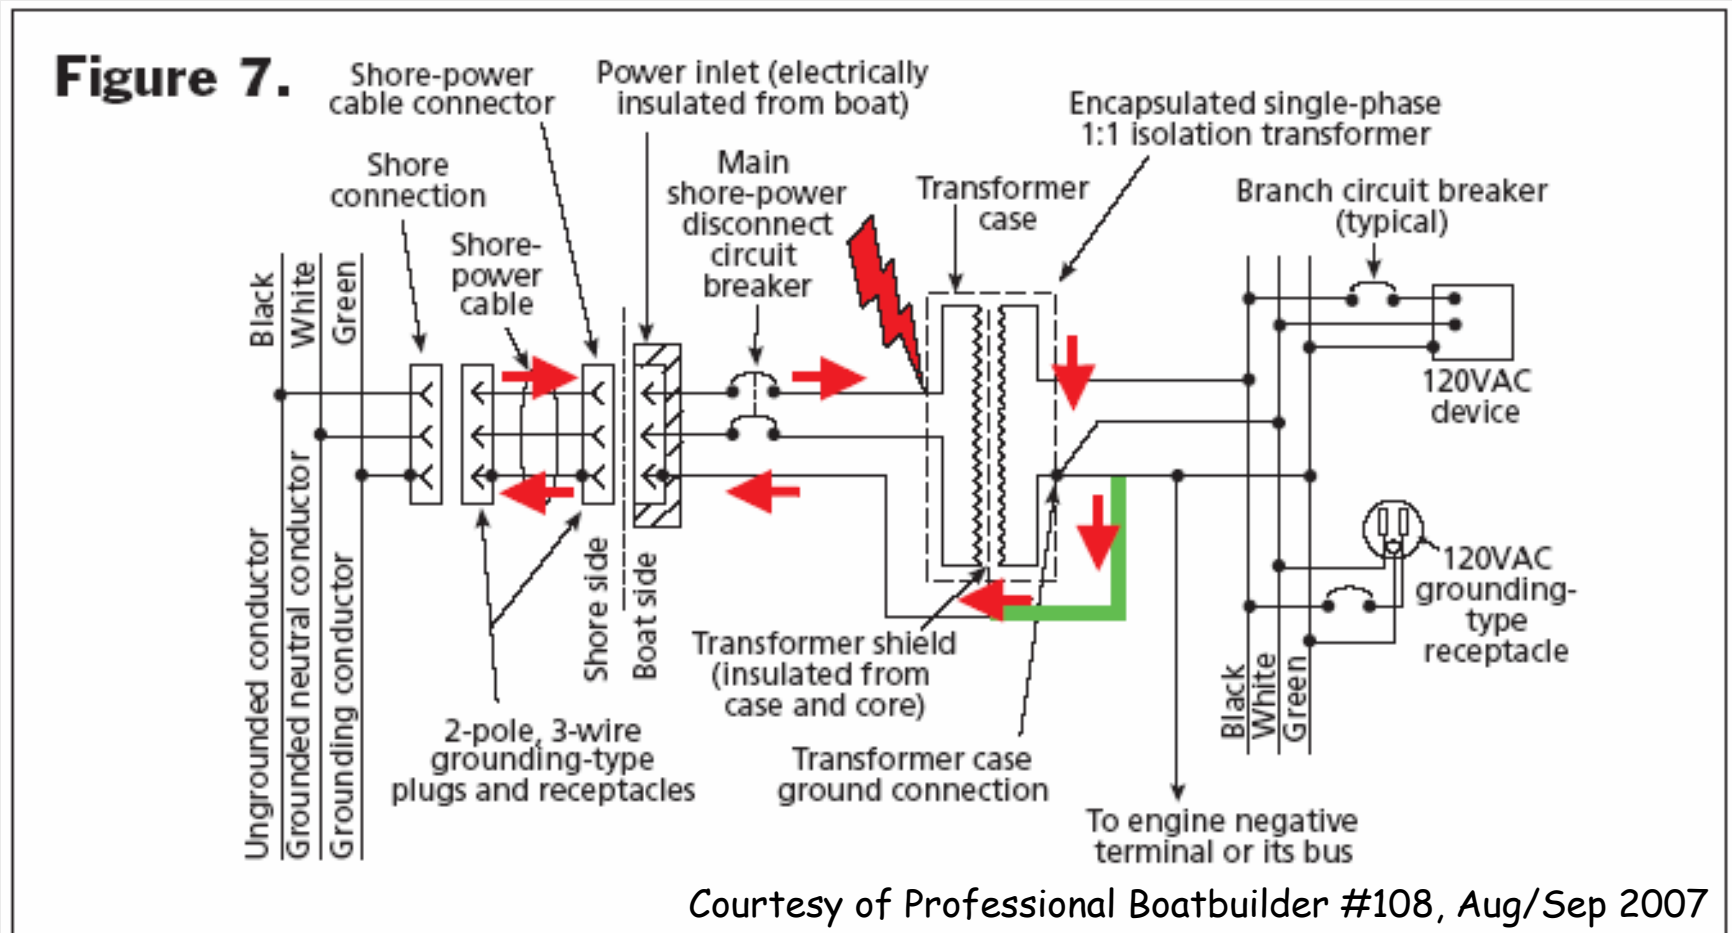 Figure 7.
Shore-power
cable connector
Power inlet (electrically
insulated from boat)
Encapsulated single-phase
1:1 isolation transformer
Shore
connection
Main
shore-power
disconnect
circuit
breaker
Transformer
case
Branch circuit breaker
(typical)
Shore-
power
cable
Black
White
Green
120VAC
device
Ungrounded conductor
Grounded neutral conductor
Grounding conductor
Shore side
Boat side
120VAC
grounding-
type
receptacle
Transformer shield
(insulated from
case and core)
Black
White
Green
2-pole, 3-wire
grounding-type
plugs and receptacles
Transformer case
ground connection
To engine negative
terminal or its bus
Courtesy of Professional Boatbuilder #108, Aug/Sep 2007